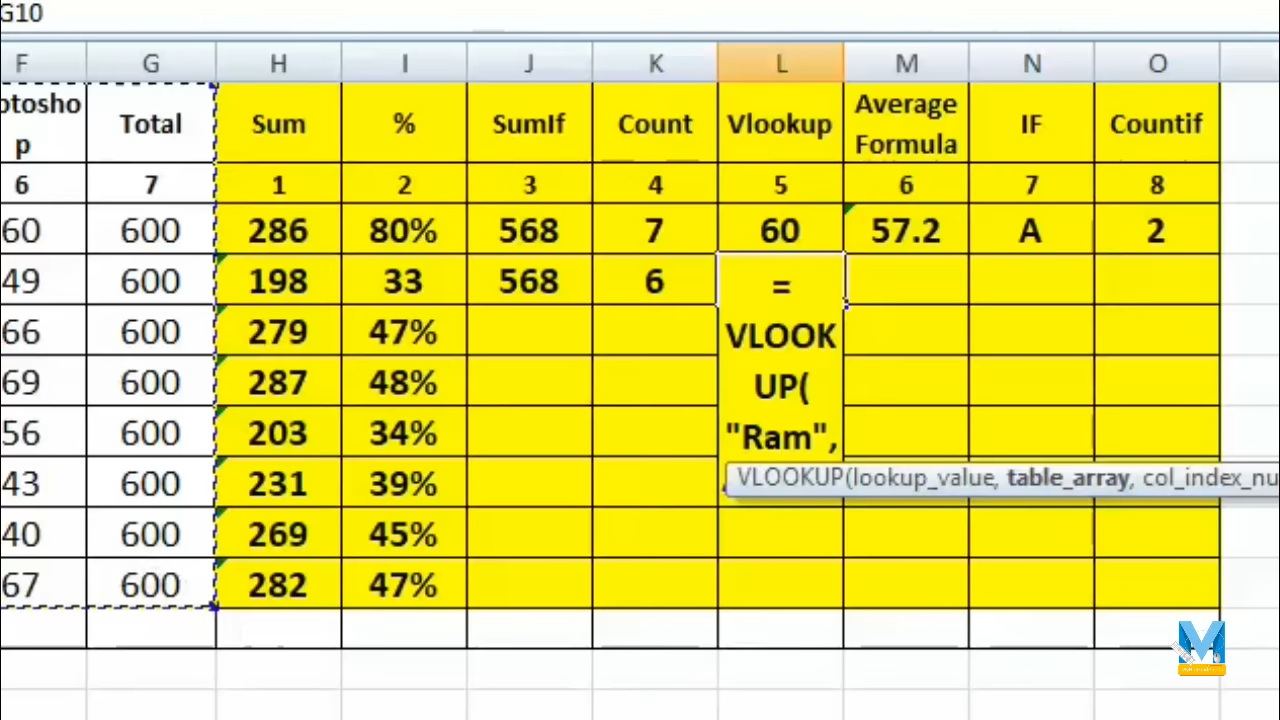 G10
F G H I J K L M N O
otosho
p Total Sum % SumIf Count Vlookup Average
Formula IF Countif
6 7 1 2 3 4 5 6 7 8
60 600 286 80% 568 7 60 57.2 A 2
49 600 198 33 568 6 =
VLOOK
UP(
"Ram",
66 600 279 47%
69 600 287 48%
56 600 203 34%
VLOOKUP(lookup_value, table_array, col_index_nu
43 600 231 39%
40 600 269 45%
67 600 282 47%
M